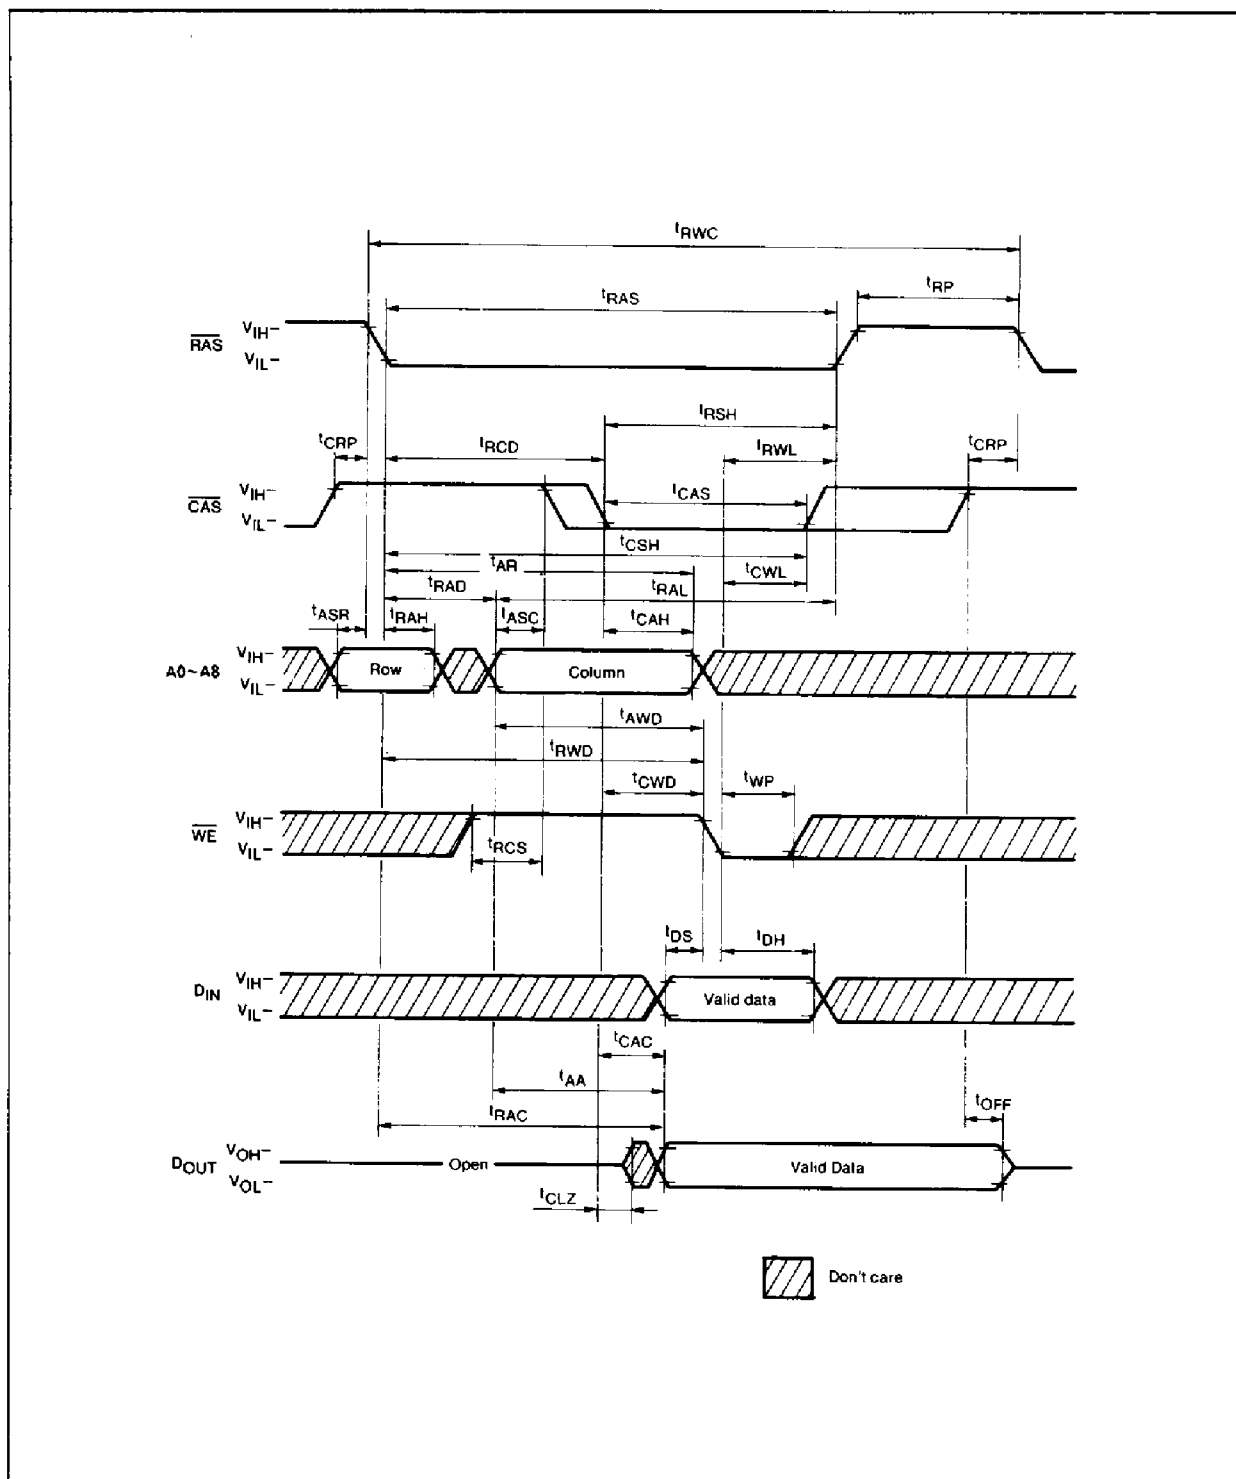 tRWC
tRAS
tRP
RAS
VIH–
VIL–
tRSH
tCRP
tRCD
tRWL
tCRP
CAS
VIH–
VIL–
tCAS
tCSH
tAR
tCWL
tRAD
tRAL
tASR
tRAH
tASC
tCAH
A0~A8
VIH–
VIL–
Row
Column
tAWD
tRWD
tCWD
tWP
WE
VIH–
VIL–
tRCS
tDS
tDH
DIN
VIH–
VIL–
Valid data
tCAC
tAA
tRAC
tOFF
DOUT
VOH–
VOL–
Open
Valid Data
tCLZ
Don't care